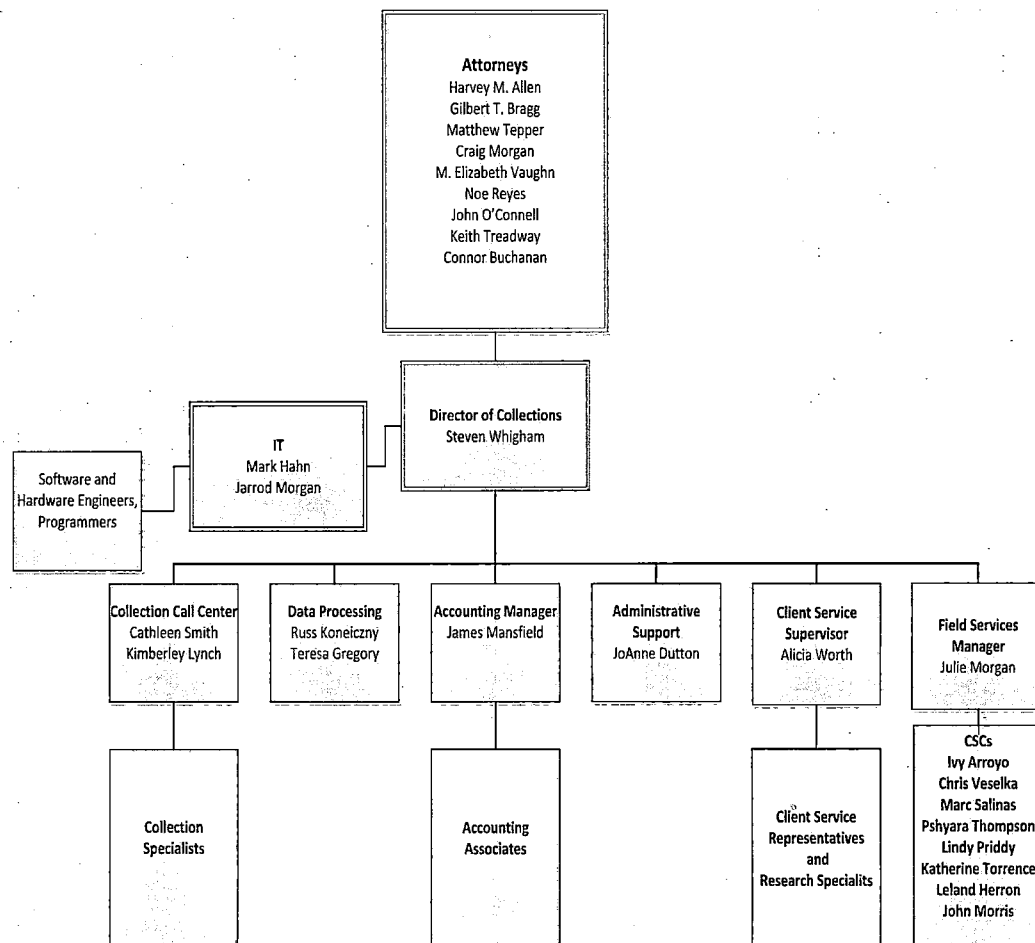 Attorneys
Harvey M. Allen
Gilbert T. Bragg
Matthew Tepper
Craig Morgan
M. Elizabeth Vaughn
Noe Reyes
John O'Connell
Keith Treadway
Connor Buchanan
Director of Collections
Steven Whigham
IT
Mark Hahn
Jarrod Morgan
Software and
Hardware Engineers,
Programmers
Collection Call Center
Cathleen Smith
Kimberley Lynch
Data Processing
Russ Koneiczny
Teresa Gregory
Accounting Manager
James Mansfield
Administrative
Support
JoAnne Dutton
Client Service
Supervisor
Alicia Worth
Field Services
Manager
Julie Morgan
Collection
Specialists
Accounting
Associates
Client Service
Representatives
and
Research Specialits
CSCs
Ivy Arroyo
Chris Veselka
Marc Salinas
Pshyara Thompson
Lindy Priddy
Katherine Torrence
Leland Herron
John Morris